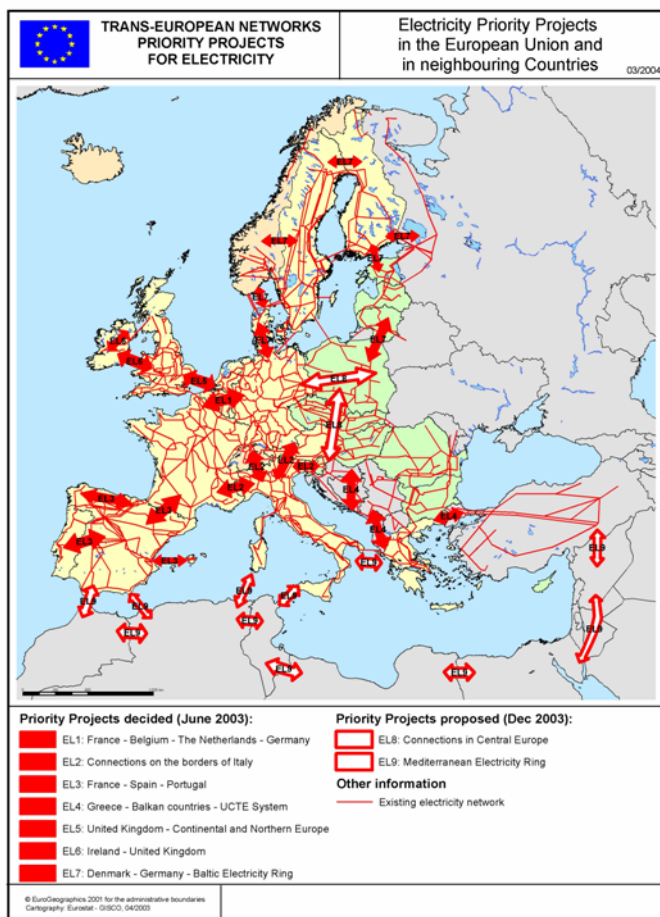 TRANS-EUROPEAN NETWORKS
PRIORITY PROJECTS
FOR ELECTRICITY
Electricity Priority Projects
in the European Union and
in neighbouring Countries
03/2004
EL7
EL7
EL7
EL7
EL7
EL7
EL7
EL6
EL5
EL1
EL8
EL2
EL2
EL2
EL2
EL4
EL4
EL4
EL3
EL3
EL3
EL3
EL9
EL9
EL9
EL9
EL9
EL9
EL9
EL9
EL9
Priority Projects decided (June 2003):
EL1: France - Belgium - The Netherlands - Germany
EL2: Connections on the borders of Italy
EL3: France - Spain - Portugal
EL4: Greece - Balkan countries - UCTE System
EL5: United Kingdom - Continental and Northern Europe
EL6: Ireland - United Kingdom
EL7: Denmark - Germany - Baltic Electricity Ring
Priority Projects proposed (Dec 2003):
EL8: Connections in Central Europe
EL9: Mediterranean Electricity Ring
Other information
Existing electricity network
© EuroGeographics 2001 for the administrative boundaries
Cartography: Eurostat - GISCO, 04/2003